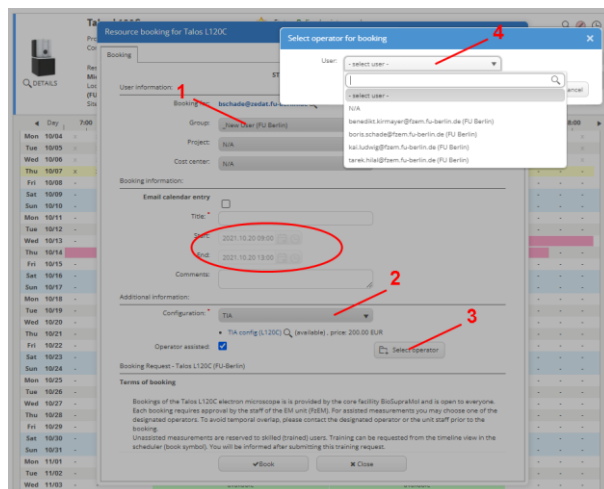 Resource booking for Talos L120C
Select operator for booking
4
User:
- select user -
- select user -
N/A
benedikt.kirmayer@fzem.fu-berlin.de (FU Berlin)
boris.schade@fzem.fu-berlin.de (FU Berlin)
kai.ludwig@fzem.fu-berlin.de (FU Berlin)
tarek.hilal@fzem.fu-berlin.de (FU Berlin)
DETAILS
Booking
User information:
1
Group:
_New User (FU Berlin)
Project:
N/A
Cost center:
N/A
Booking information:
Email calendar entry
Title: *
Start:
2021.10.20 09:00
End:
2021.10.20 13:00
Comments:
Additional information:
2
Configuration: *
TIA
3
• TIA config (L120C) (available) , price: 200.00 EUR
Operator assisted:
Select operator
Booking Request - Talos L120C (FU-Berlin)
Terms of booking
Bookings of the Talos L120C electron microscope is is provided by the core facility BioSupraMol and is open to everyone.
Each booking requires approval by the staff of the EM unit (FzEM). For assisted measurements you may choose one of the
designated operators. To avoid temporal overlap, please contact the designated operator or the unit staff prior to the
booking.
Unassisted measurements are reserved to skilled (trained) users. Training can be requested from the timeline view in the
scheduler (book symbol). You will be informed after submitting this training request.
Book
Close
Day
7:00
Mon 10/04
Tue 10/05
Wed 10/06
Thu 10/07
Fri 10/08
Sat 10/09
Sun 10/10
Mon 10/11
Tue 10/12
Wed 10/13
Thu 10/14
Fri 10/15
Sat 10/16
Sun 10/17
Mon 10/18
Tue 10/19
Wed 10/20
Thu 10/21
Fri 10/22
Sat 10/23
Sun 10/24
Mon 10/25
Tue 10/26
Wed 10/27
Thu 10/28
Fri 10/29
Sat 10/30
Sun 10/31
Mon 11/01
Tue 11/02
Wed 11/03